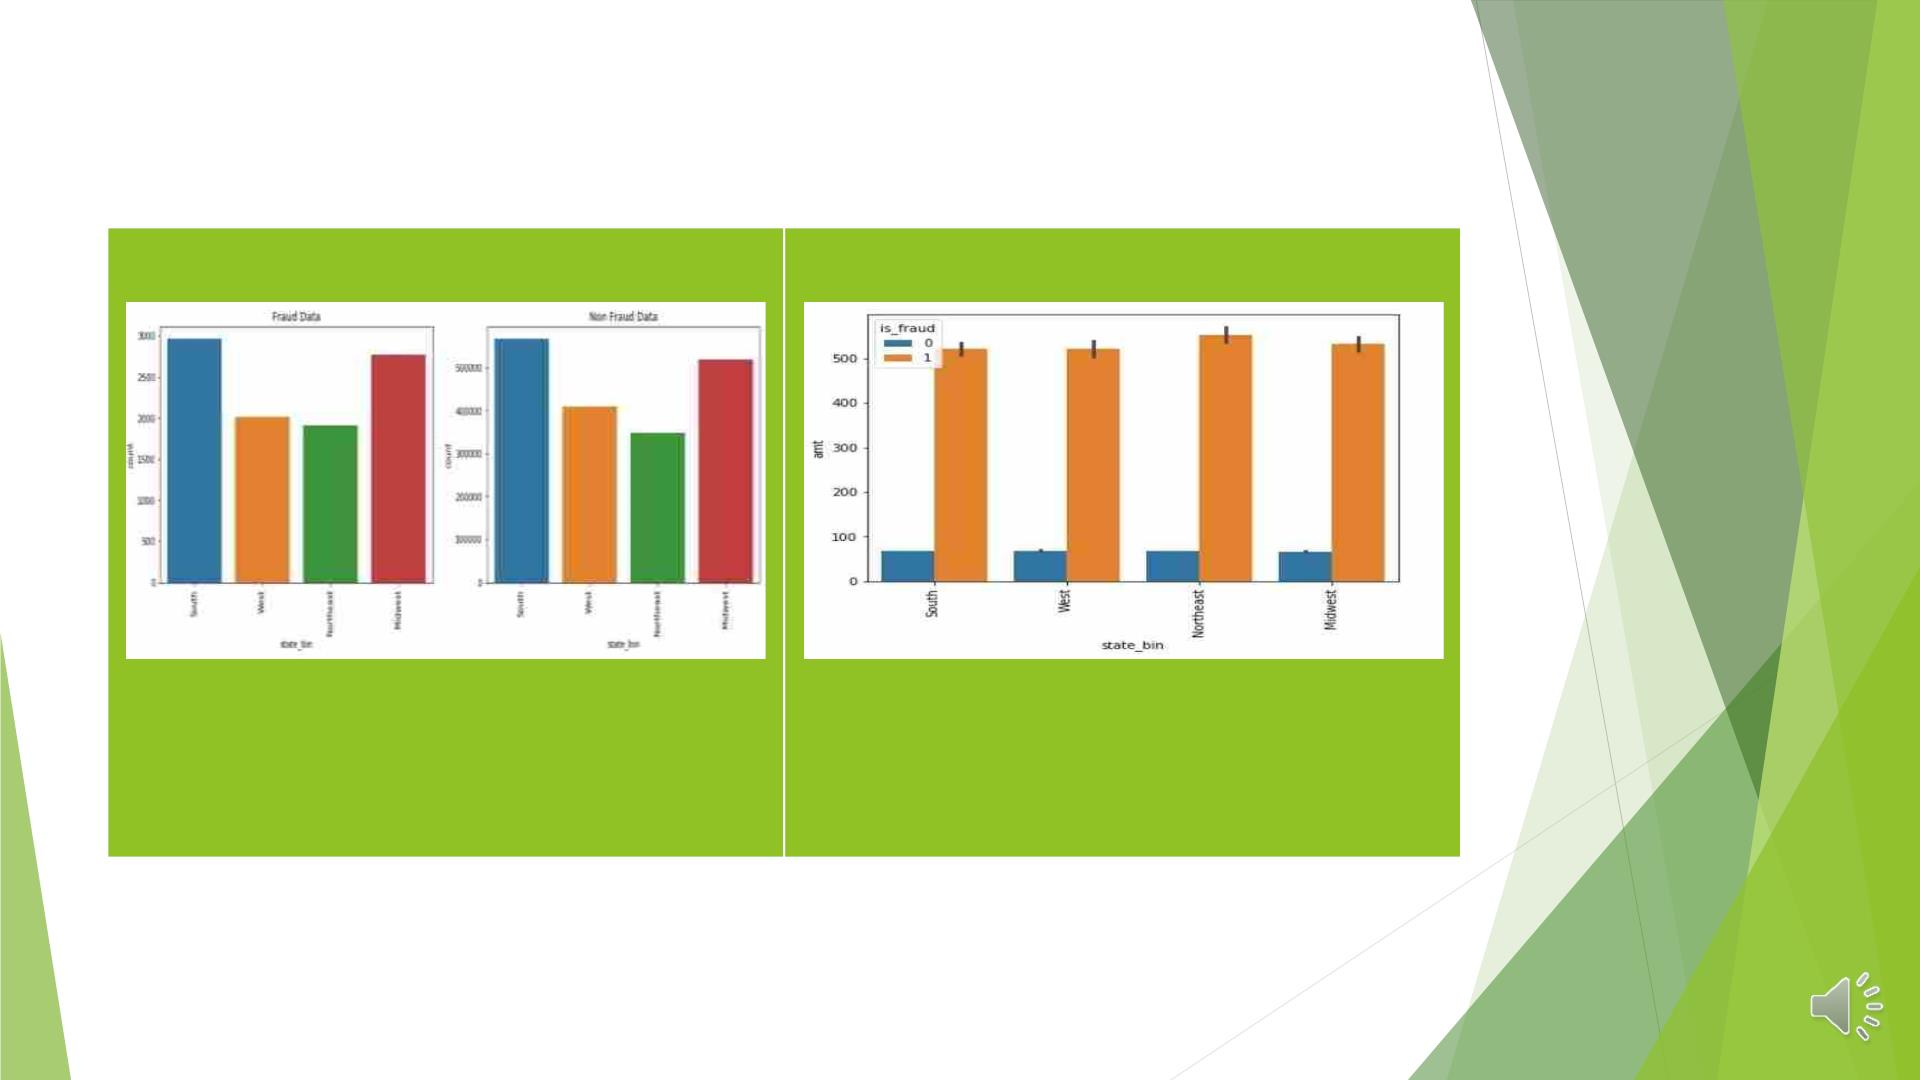 Fraud Data
3000
2500
2000
1500
1000
500
0
count
South
West
Northeast
Midwest
state_bin
Non Fraud Data
500000
400000
300000
200000
100000
0
count
South
West
Northeast
Midwest
state_bin
is_fraud
0
1
500
400
300
200
100
0
amt
South
West
Northeast
Midwest
state_bin